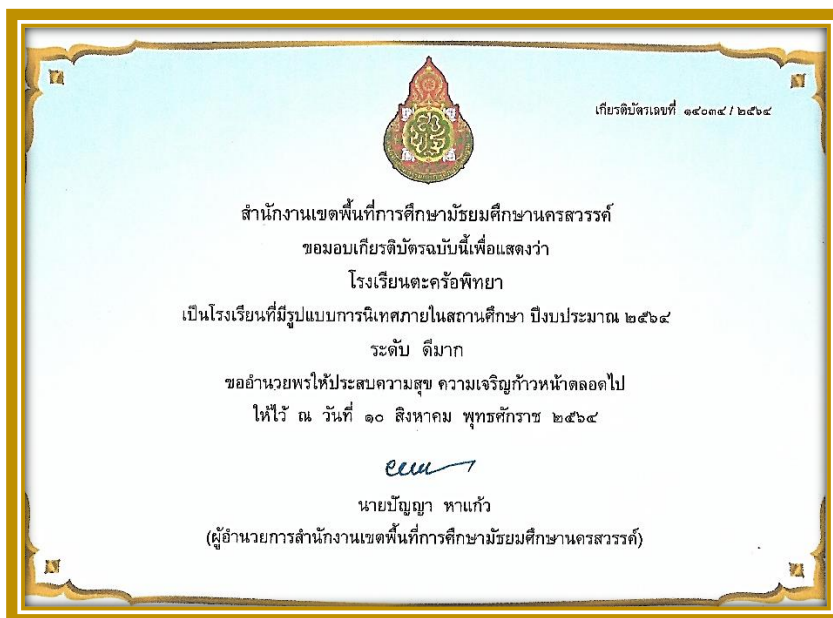 เกียรติบัตรเลขที่ ๑๔๐๓๔ / ๒๕๖๔
สำนักงานเขตพื้นที่การศึกษามัธยมศึกษานครสวรรค์
ขอมอบเกียรติบัตรฉบับนี้เพื่อแสดงว่า
โรงเรียนตะคร้อพิทยา
เป็นโรงเรียนที่มีรูปแบบการนิเทศภายในสถานศึกษา ปีงบประมาณ ๒๕๖๔
ระดับ ดีมาก
ขออำนวยพรให้ประสบความสุข ความเจริญก้าวหน้าตลอดไป
ให้ไว้ ณ วันที่ ๑๐ สิงหาคม พุทธศักราช ๒๕๖๔
นายปัญญา หาแก้ว
(ผู้อำนวยการสำนักงานเขตพื้นที่การศึกษามัธยมศึกษานครสวรรค์)